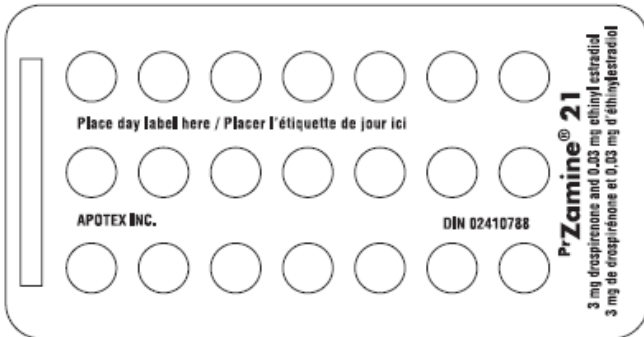 Place day label here / Placer l'étiquette de jour ici
APOTEX INC.
DIN 02410788
PrZamine® 21
3 mg drospirenone and 0.03 mg ethinyl estradiol
3 mg de drospirénone et 0,03 mg d'éthinylestradiol